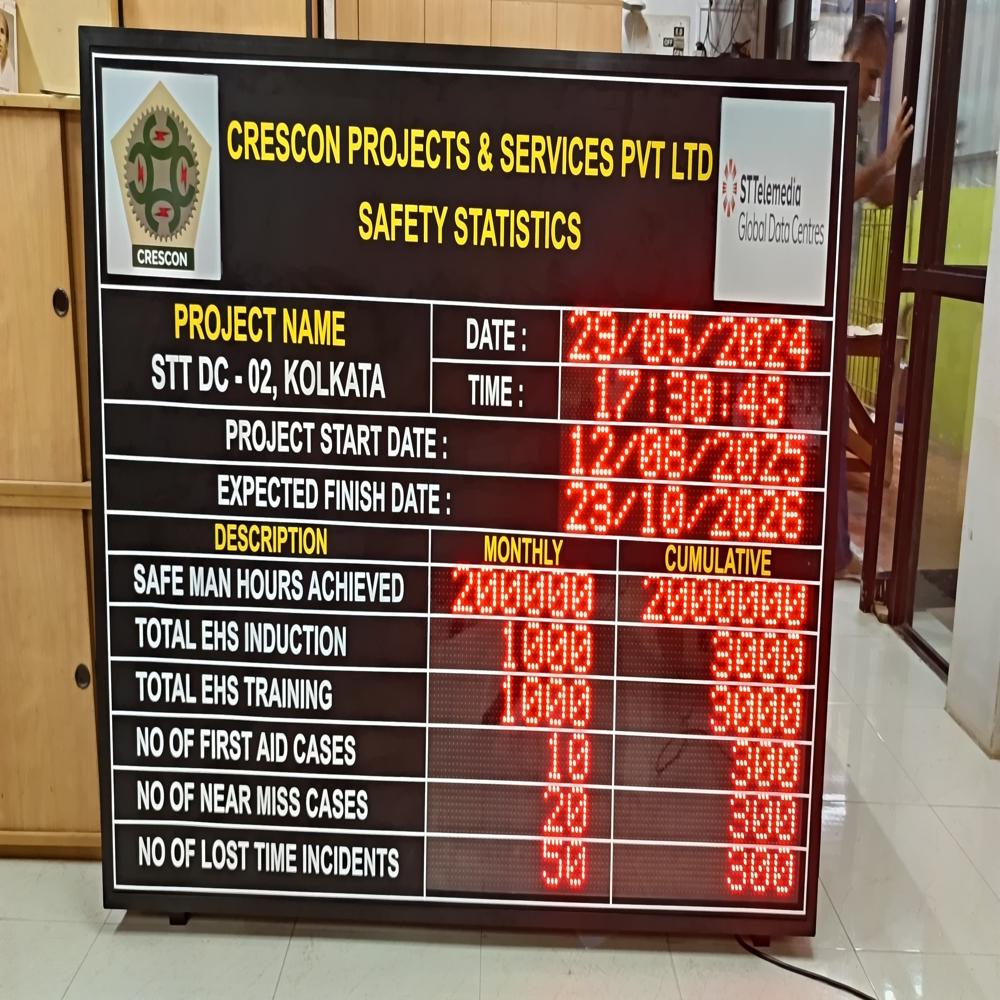 CRESCON
CRESCON PROJECTS & SERVICES PVT LTD
SAFETY STATISTICS
STTelemedia
Global Data Centres
PROJECT NAME
STT DC - 02, KOLKATA
DATE : 29/05/2024
TIME : 17:30:48
PROJECT START DATE : 12/08/2025
EXPECTED FINISH DATE : 23/10/2026
DESCRIPTION MONTHLY CUMULATIVE
SAFE MAN HOURS ACHIEVED 200000 2000000
TOTAL EHS INDUCTION 1000 3000
TOTAL EHS TRAINING 1000 3000
NO OF FIRST AID CASES 10 300
NO OF NEAR MISS CASES 20 300
NO OF LOST TIME INCIDENTS 50 500